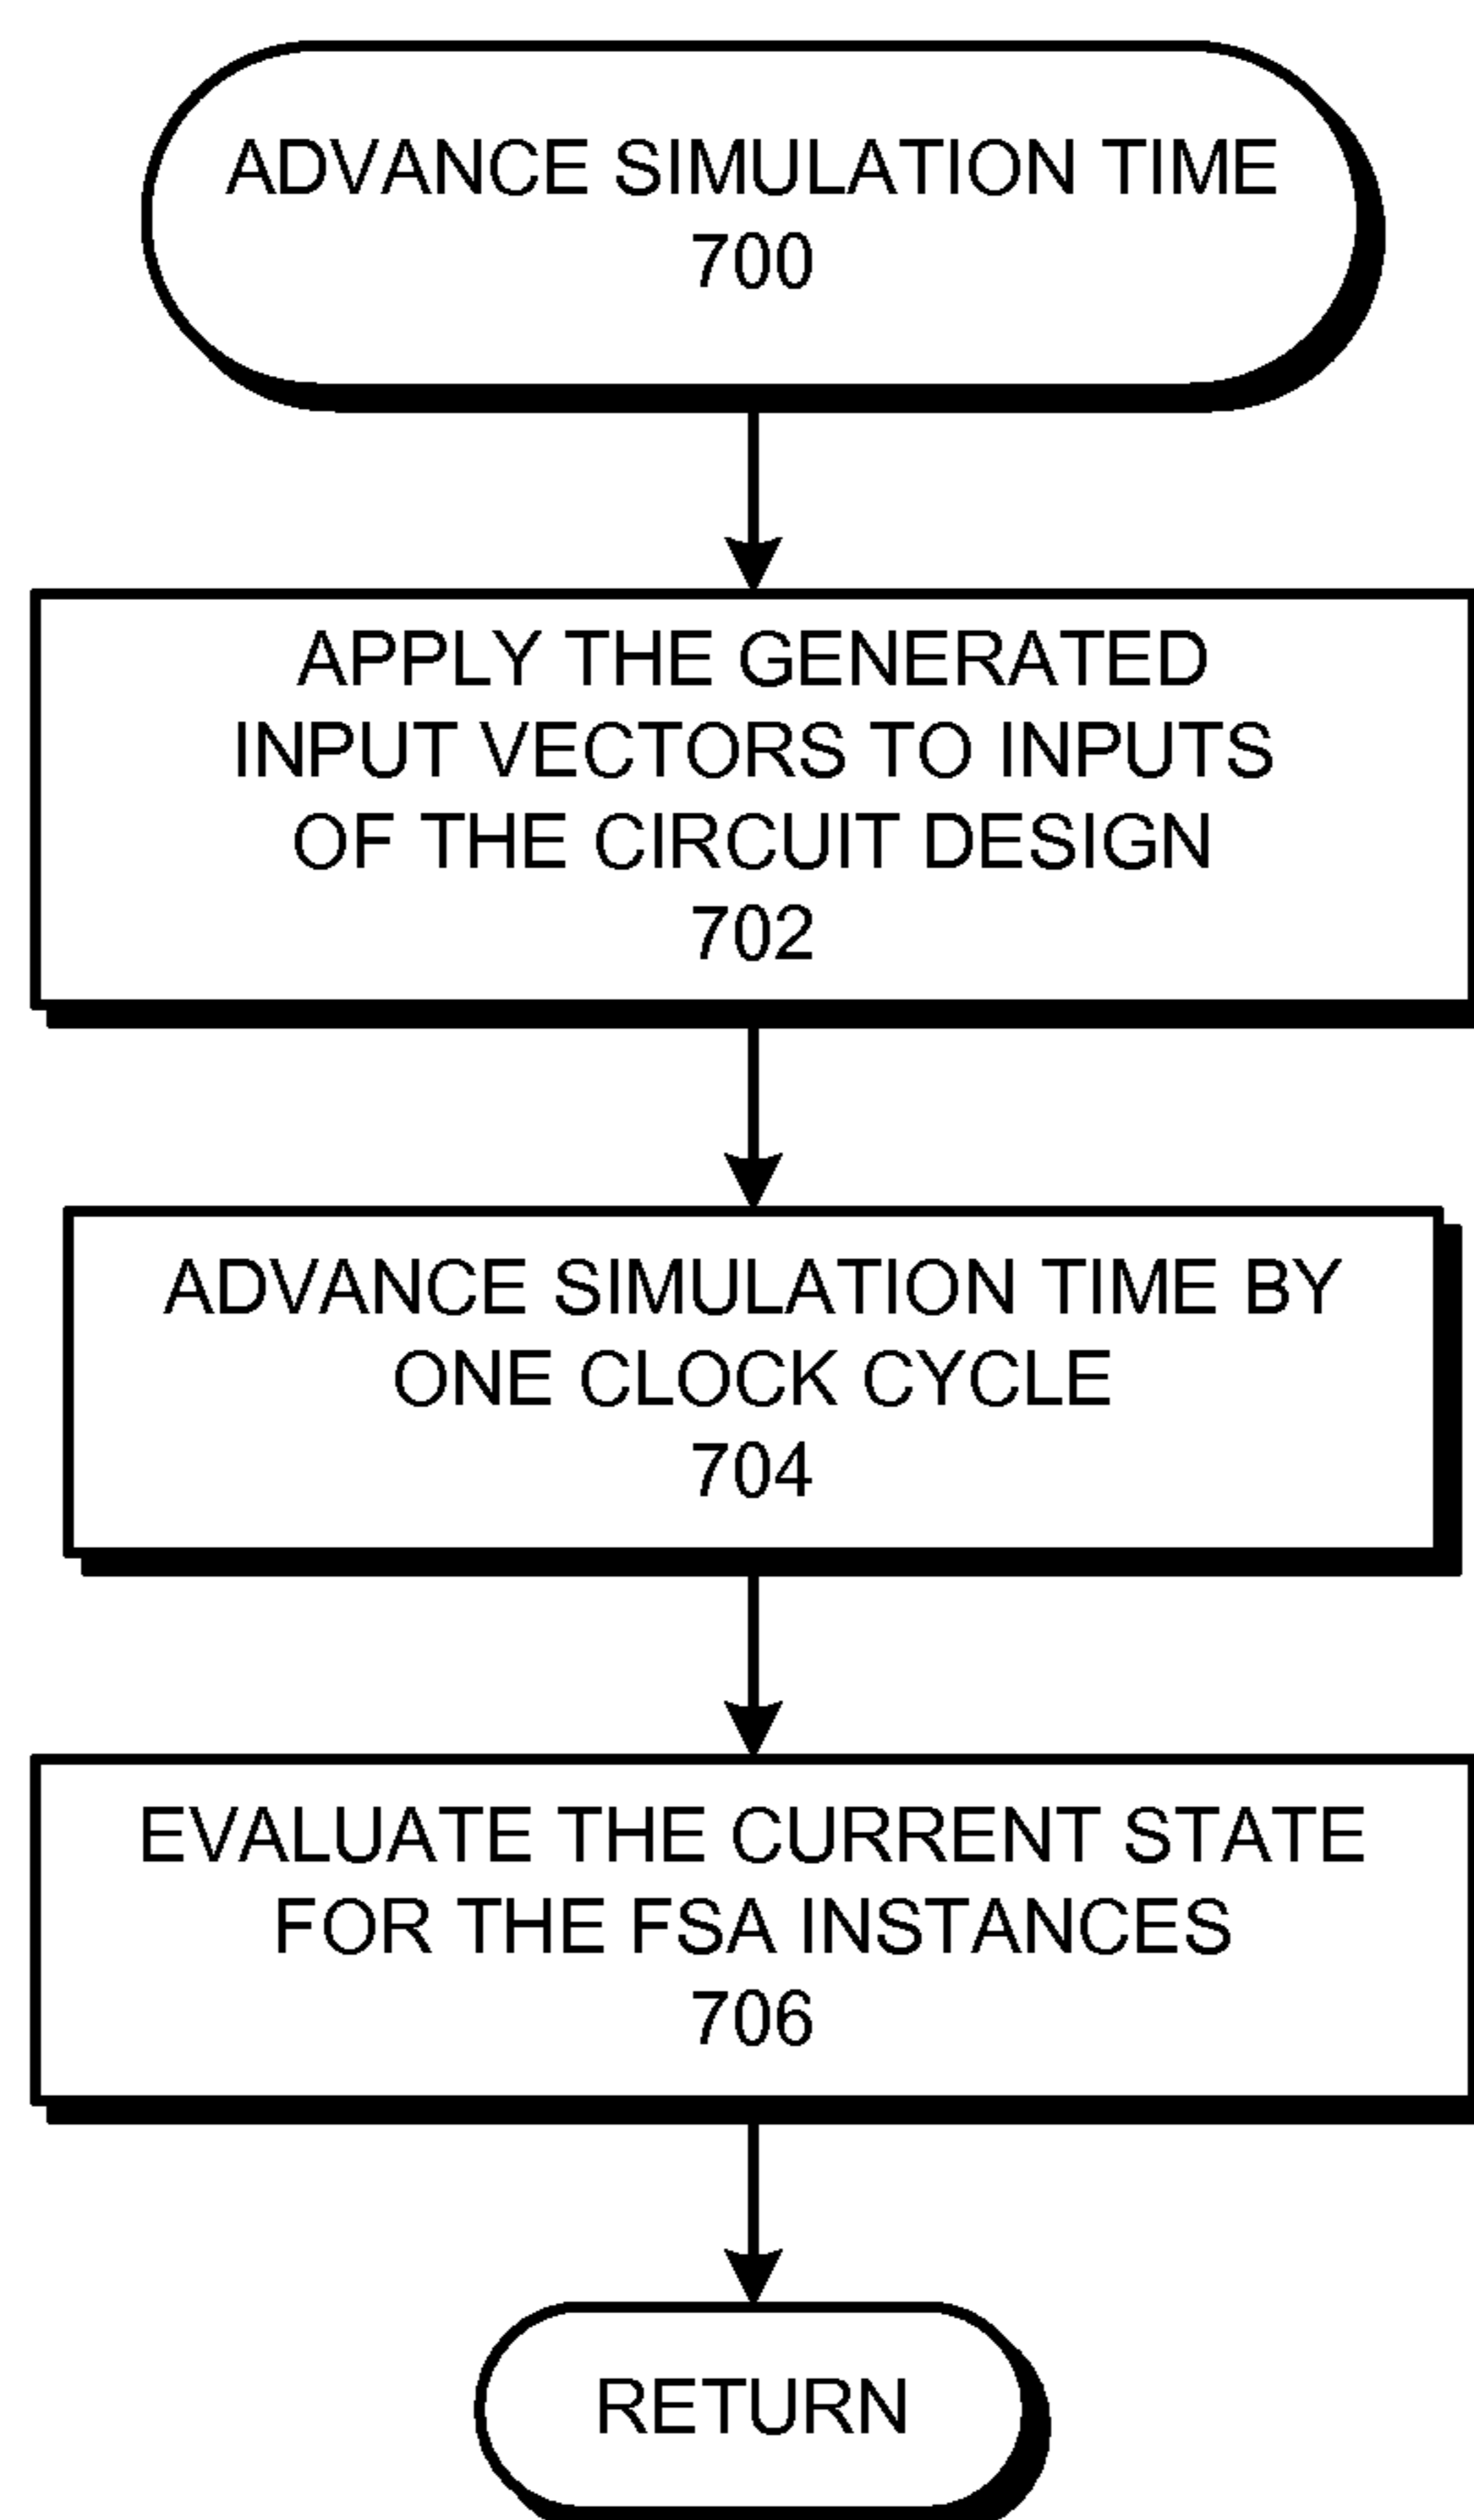 ADVANCE SIMULATION TIME
700
APPLY THE GENERATED
INPUT VECTORS TO INPUTS
OF THE CIRCUIT DESIGN
702
ADVANCE SIMULATION TIME BY
ONE CLOCK CYCLE
704
EVALUATE THE CURRENT STATE
FOR THE FSA INSTANCES
706
RETURN